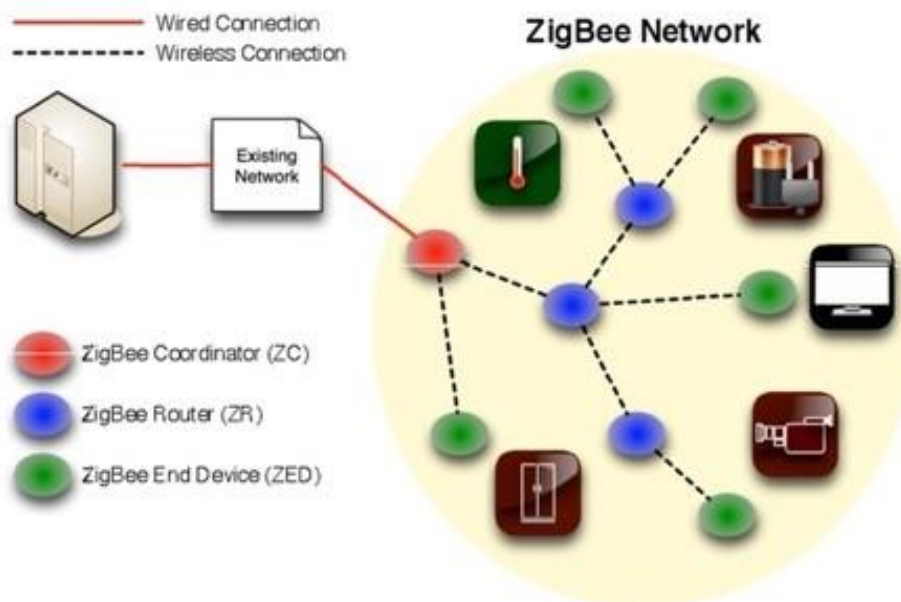 Wired Connection
Wireless Connection
ZigBee Network
Existing
Network
ZigBee Coordinator (ZC)
ZigBee Router (ZR)
ZigBee End Device (ZED)